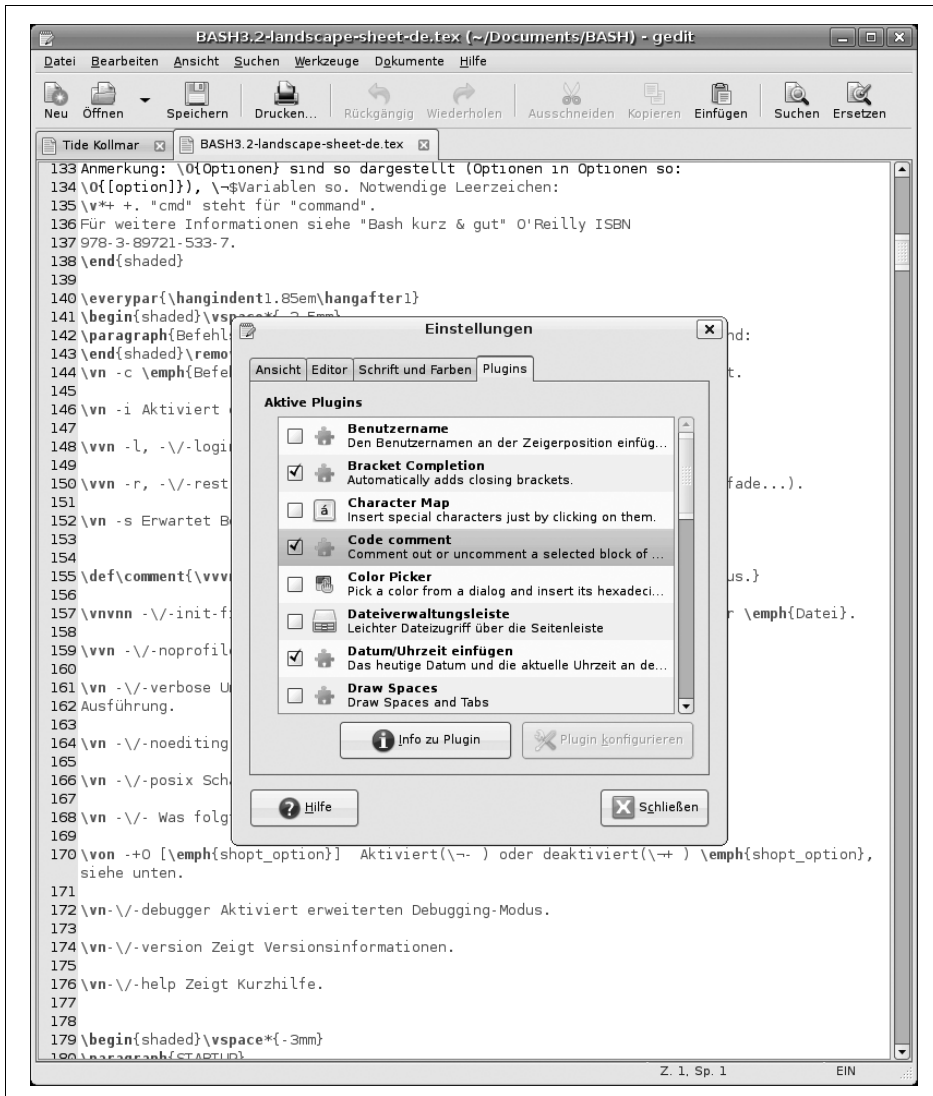 BASH3.2-landscape-sheet-de.tex (~/Documents/BASH) - gedit
Datei Bearbeiten Ansicht Suchen Werkzeuge Dokumente Hilfe
Neu Öffnen Speichern Drucken... Rückgängig Wiederholen Ausschneiden Kopieren Einfügen Suchen Ersetzen
Tide Kollmar BASH3.2-landscape-sheet-de.tex
133 Anmerkung: \O{Optionen} sind so dargestellt (Optionen in Optionen so:
134 \O{[option]}), \¬$Variablen so. Notwendige Leerzeichen:
135 \v*+ +. "cmd" steht für "command".
136 Für weitere Informationen siehe "Bash kurz & gut" O'Reilly ISBN
137 978-3-89721-533-7.
138 \end{shaded}
139
140 \everypar{\hangindent1.85em\hangafter1}
141 \begin{shaded}\vspace*{-3.5mm}
142 \paragraph{Befehl nd:
143 \end{shaded}\remo
144 \vn -c \emph{Befe t.
145
146 \vn -i Aktiviert
147
148 \vvn -l, -\/-logi
149
150 \vvn -r, -\/-rest fade...).
151
152 \vn -s Erwartet B
153
154
155 \def\comment{\vvv us.}
156
157 \vnvnn -\/-init-f r \emph{Datei}.
158
159 \vvn -\/-noprofil
160
161 \vn -\/-verbose U
162 Ausführung.
163
164 \vn -\/-noediting
165
166 \vn -\/-posix Sch
167
168 \vn -\/- Was folg
169
170 \von -+O [\emph{shopt_option}] Aktiviert(\¬- ) oder deaktiviert(\¬+ ) \emph{shopt_option},
siehe unten.
171
172 \vn-\/-debugger Aktiviert erweiterten Debugging-Modus.
173
174 \vn-\/-version Zeigt Versionsinformationen.
175
176 \vn-\/-help Zeigt Kurzhilfe.
177
178
179 \begin{shaded}\vspace*{-3mm}
180 \paragraph{STARTUP}
Z. 1, Sp. 1 EIN
Einstellungen
Ansicht Editor Schrift und Farben Plugins
Aktive Plugins
Benutzername
Den Benutzernamen an der Zeigerposition einfüg...
Bracket Completion
Automatically adds closing brackets.
á
Character Map
Insert special characters just by clicking on them.
Code comment
Comment out or uncomment a selected block of ...
Color Picker
Pick a color from a dialog and insert its hexadeci...
Dateiverwaltungsleiste
Leichter Dateizugriff über die Seitenleiste
Datum/Uhrzeit einfügen
Das heutige Datum und die aktuelle Uhrzeit an de...
Draw Spaces
Draw Spaces and Tabs
Info zu Plugin Plugin konfigurieren
Hilfe Schließen